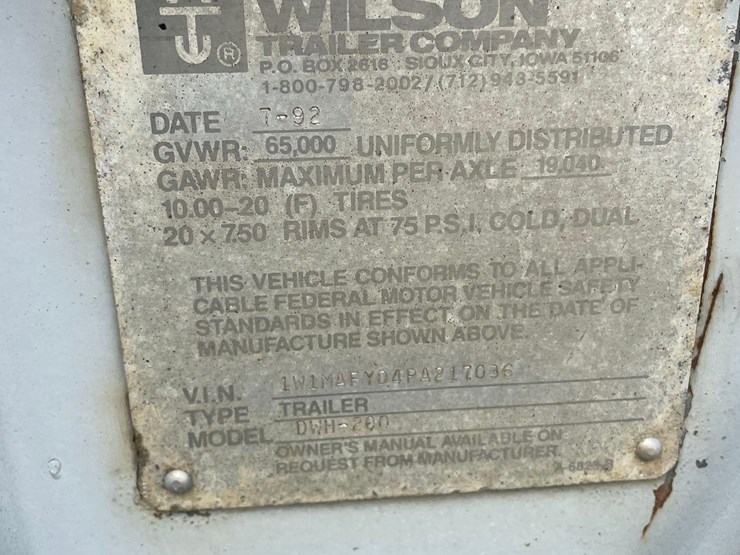 WILSON
TRAILER COMPANY
P.O. BOX SIOUX CITY, IOWA 51106
1-800-798-2002/(712) 943-5591
DATE 7-92
GVWR: 65,000 UNIFORMLY DISTRIBUTED
GAWR: MAXIMUM PER AXLE 19,040
10.00-20 (F) TIRES
20 x 7.50 RIMS AT 75 P.S.I. COLD, DUAL
THIS VEHICLE CONFORMS TO ALL APPLI-
CABLE FEDERAL MOTOR VEHICLE SAFETY
STANDARDS IN EFFECT ON THE DATE OF
MANUFACTURE SHOWN ABOVE.
V.I.N. 1W1MAFYD4PA217036
TYPE TRAILER
MODEL DWH-200
OWNER'S MANUAL AVAILABLE ON
REQUEST FROM MANUFACTURER.